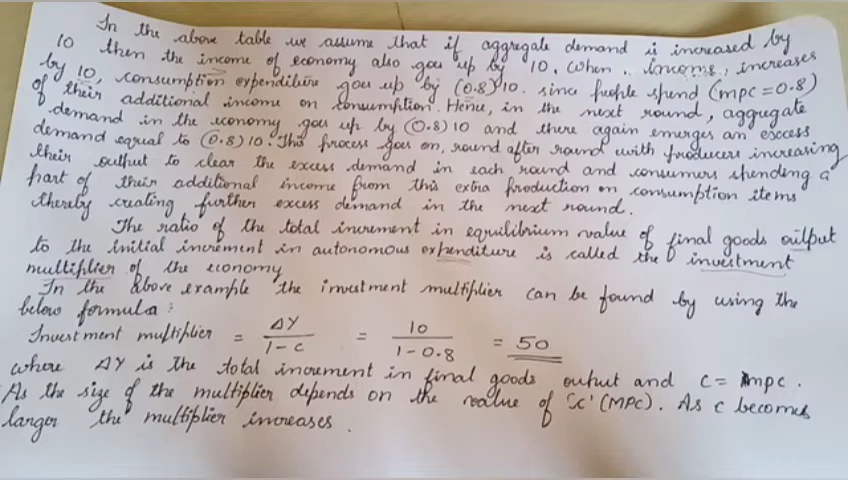 In the above table we assume that if aggregate demand is increased by
10 then the income of economy also goes up by 10. When income, increases
by 10, consumption expenditure goes up by (0.8)10. since people spend (mpc = 0.8)
of their additional income on consumption. Hence, in the next round, aggregate
demand in the economy goes up by (0.8)10 and there again emerges an excess
demand equal to (0.8)10. This process goes on, round after round with producers increasing
their output to clear the excess demand in each round and consumers spending a
part of their additional income from this extra production on consumption items
thereby creating further excess demand in the next round.
The ratio of the total increment in equilibrium value of final goods output
to the initial increment in autonomous expenditure is called the investment
multiplier of the economy
In the above example the investment multiplier can be found by using the
below formula :
Investment multiplier = ΔY / 1 - c = 10 / 1 - 0.8 = 50
where ΔY is the total increment in final goods output and c = mpc.
As the size of the multiplier depends on the value of 'c' (MPC). As c becomes
larger the multiplier increases.